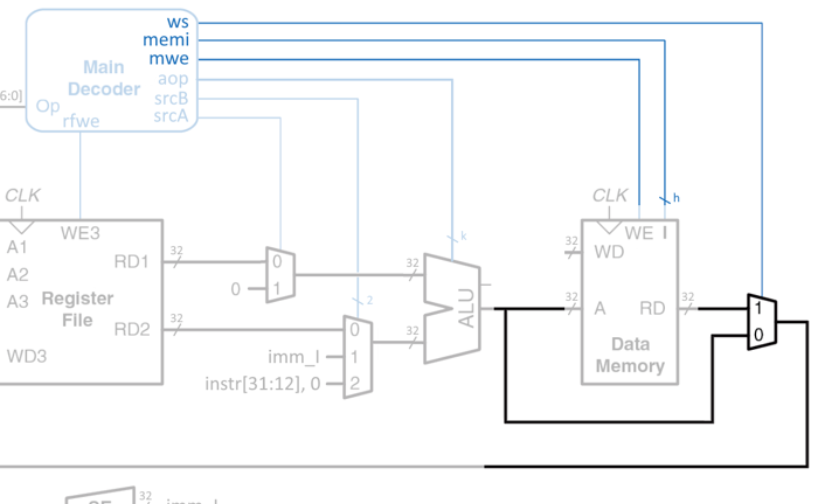 ws
memi
mwe
Main
Decoder
aop
srcB
srcA
6:0]
Op
rfwe
CLK
CLK
h
WE3
WE I
A1
32
RD1
0
32
k
32
WD
A2
0
1
A3
Register
File
2
ALU
32
A
RD
32
1
32
RD2
0
32
0
WD3
imm_I
1
Data
Memory
instr[31:12], 0
2
32